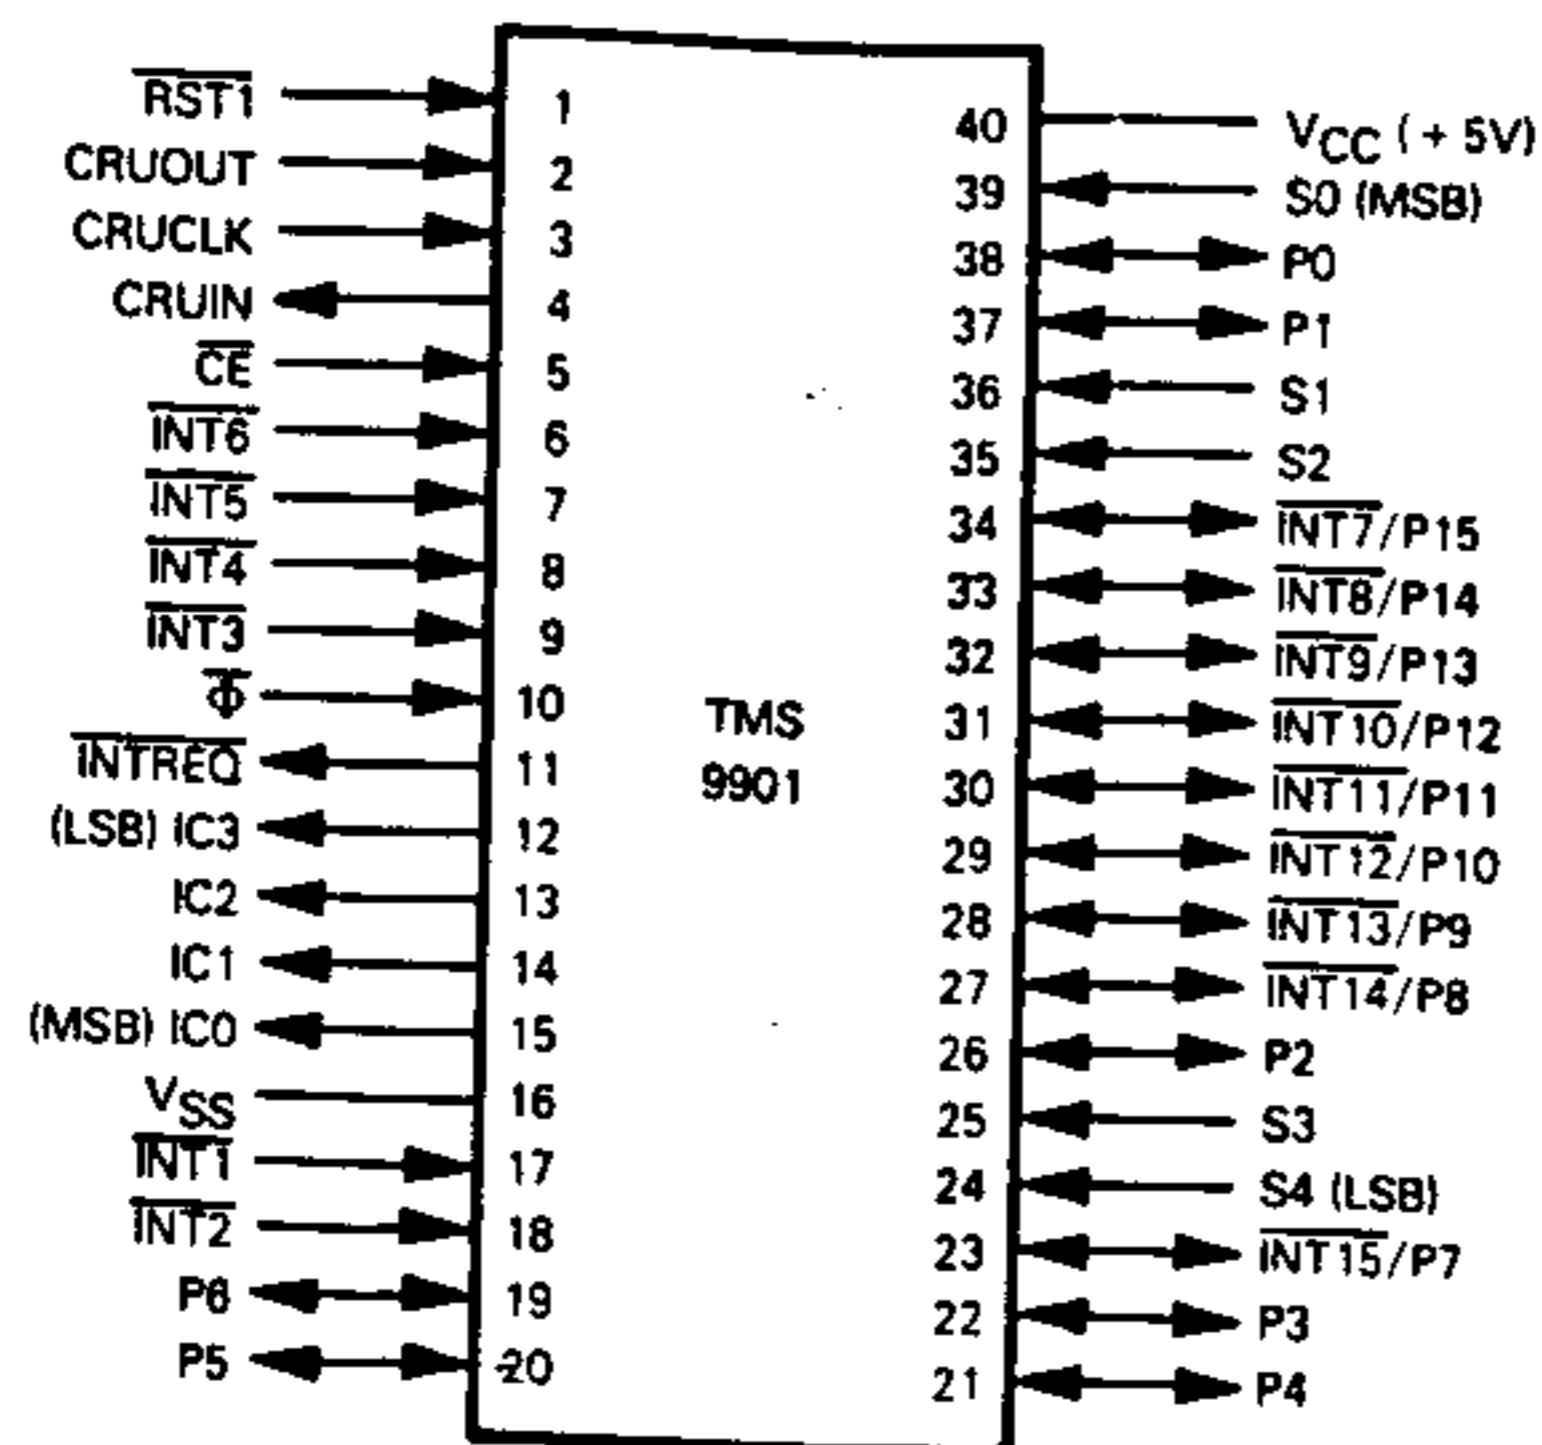 RST1 1
CRUOUT 2
CRUCLK 3
CRUIN 4
CE 5
INT6 6
INT5 7
INT4 8
INT3 9
Φ 10
INTREQ 11
(LSB) IC3 12
IC2 13
IC1 14
(MSB) IC0 15
VSS 16
INT1 17
INT2 18
P6 19
P5 20
TMS
9901
40 VCC (+ 5V)
39 S0 (MSB)
38 P0
37 P1
36 S1
35 S2
34 INT7/P15
33 INT8/P14
32 INT9/P13
31 INT10/P12
30 INT11/P11
29 INT12/P10
28 INT13/P9
27 INT14/P8
26 P2
25 S3
24 S4 (LSB)
23 INT15/P7
22 P3
21 P4